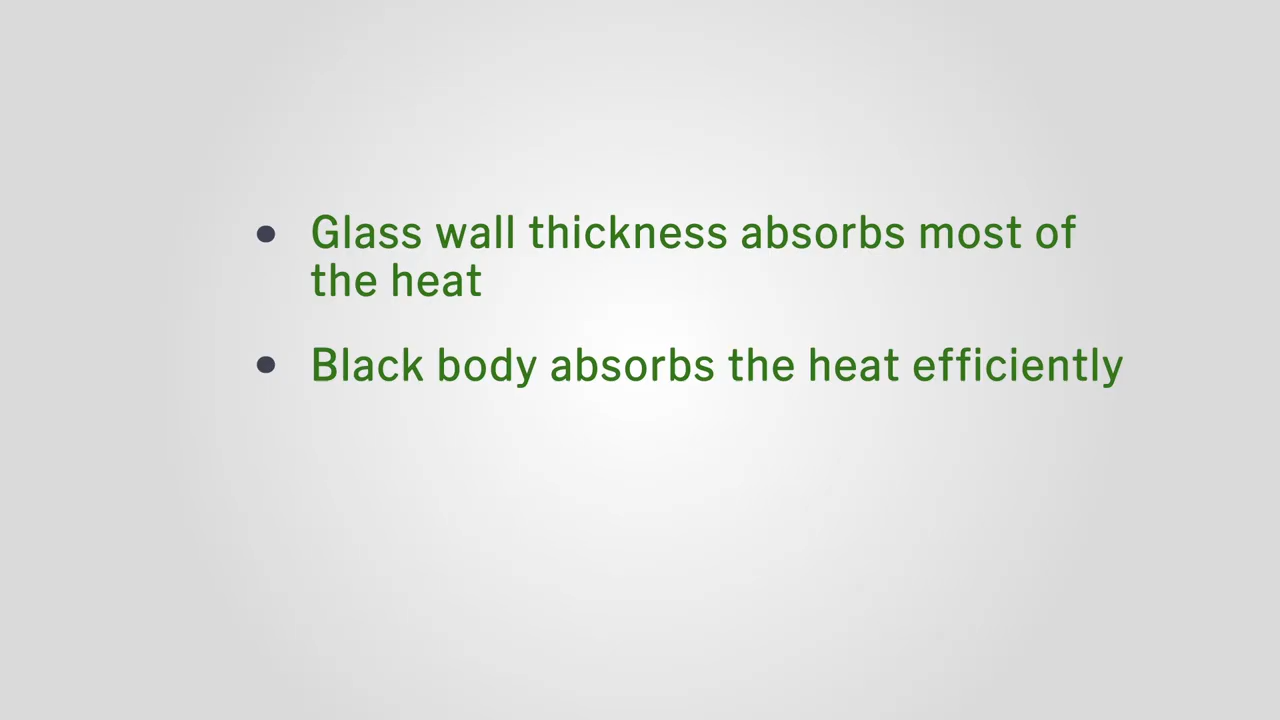 • Glass wall thickness absorbs most of
the heat
• Black body absorbs the heat efficiently